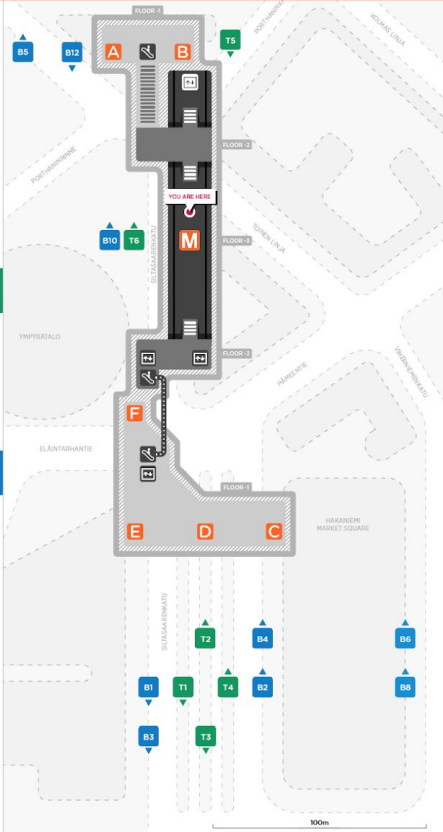 FLOOR -1
PORTHANINRINNE
KOLMAS LINJA
T5
B5
B12
A
B
FLOOR -2
PORTHANINRINNE
YOU ARE HERE
B10
T6
SILTASAARENKATU
M
FLOOR -3
TOINEN LINJA
YMPYRÄTALO
FLOOR -2
HÄMEENTIE
VILHONVUORENKATU
F
ELÄINTARHANTIE
FLOOR -1
E
D
C
HAKANIEMI
MARKET SQUARE
SILTASAARENKATU
T2
B4
B6
B1
T1
T4
B2
B8
B3
T3
100m